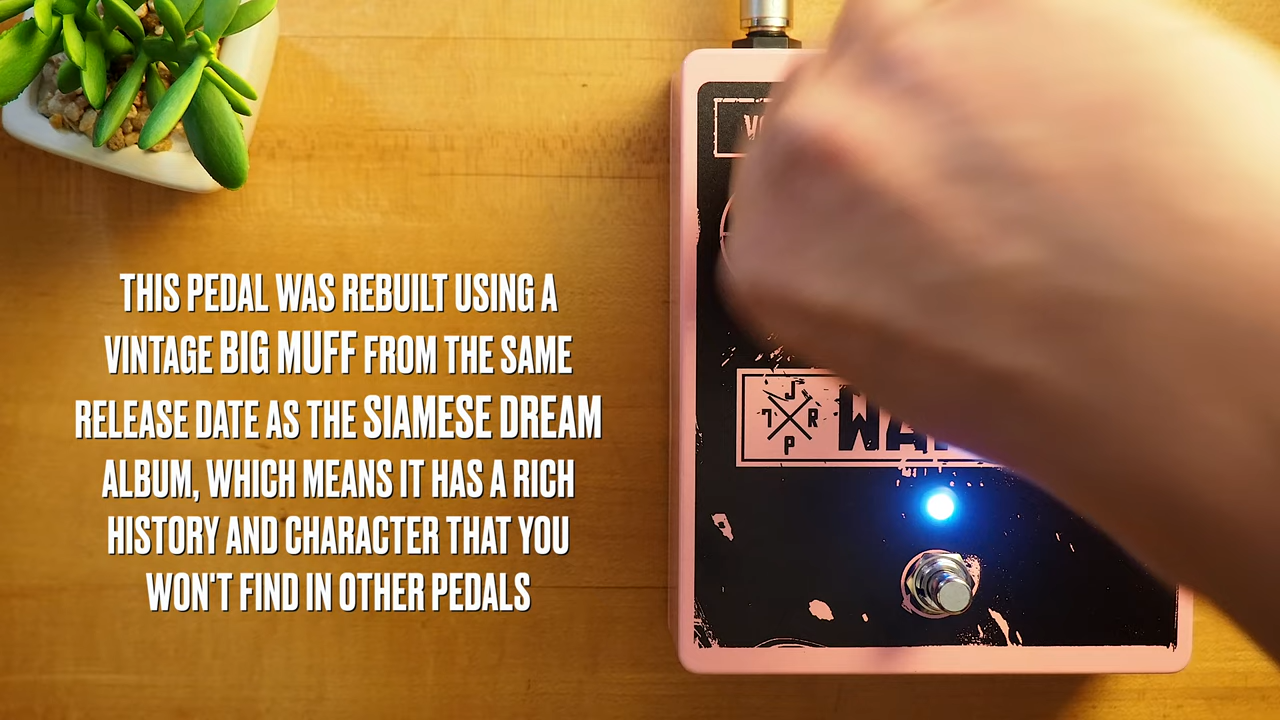 THIS PEDAL WAS REBUILT USING A
VINTAGE BIG MUFF FROM THE SAME
RELEASE DATE AS THE SIAMESE DREAM
ALBUM, WHICH MEANS IT HAS A RICH
HISTORY AND CHARACTER THAT YOU
WON'T FIND IN OTHER PEDALS
J
R
P